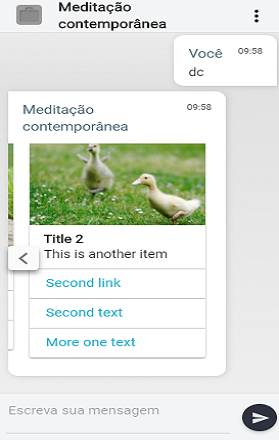 Meditação
contemporânea
Você 09:58
dc
Meditação 09:58
contemporânea
Title 2
This is another item
Second link
Second text
More one text
Escreva sua mensagem